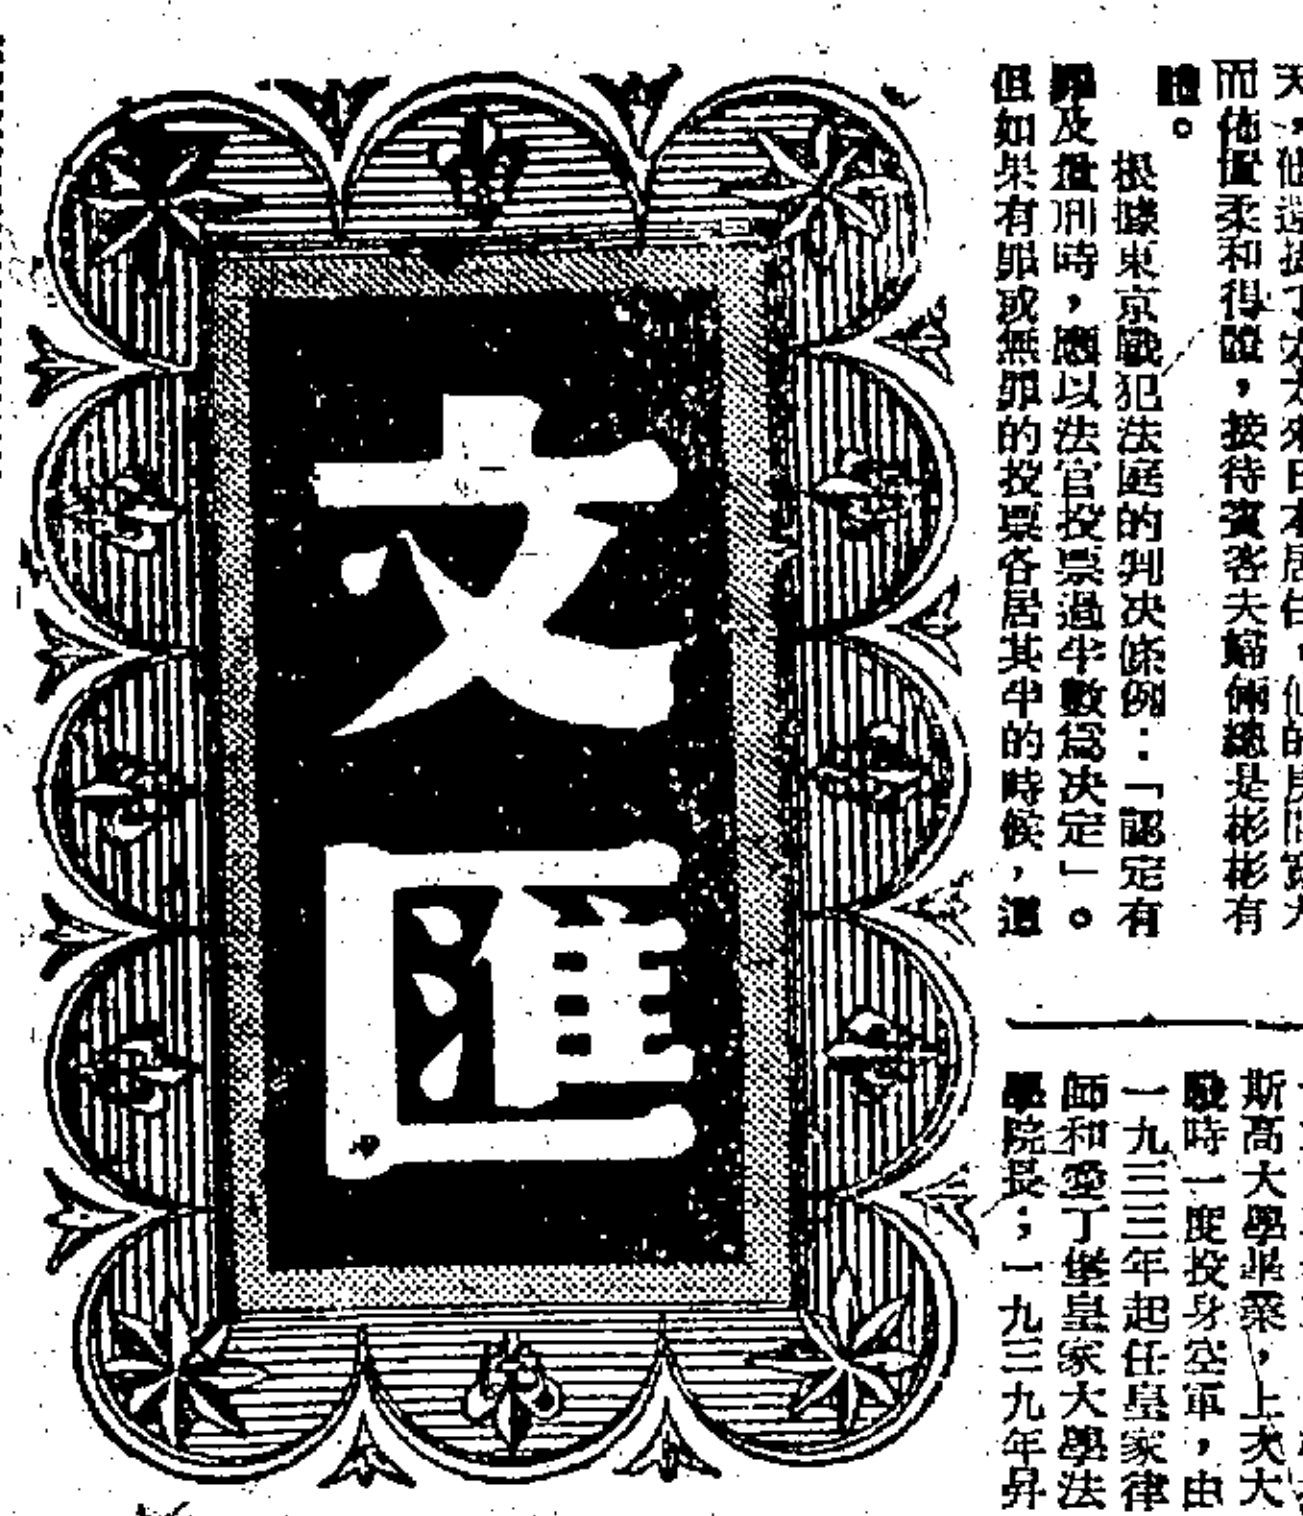 而佈置柔和得體，接待賓客夫婦倆總是彬彬有
禮。
根據東京戰犯法庭的判決條例：「認定有
罪及量刑時，應以法官投票過半數為決定」。
但如果有罪或無罪的投票各居其半的時候，這
斯高大學畢業，上次大
戰時一度投身空軍，由
一九三三年起任皇家律
師和愛丁堡皇家大學法
學院長；一九三九年昇
文匯